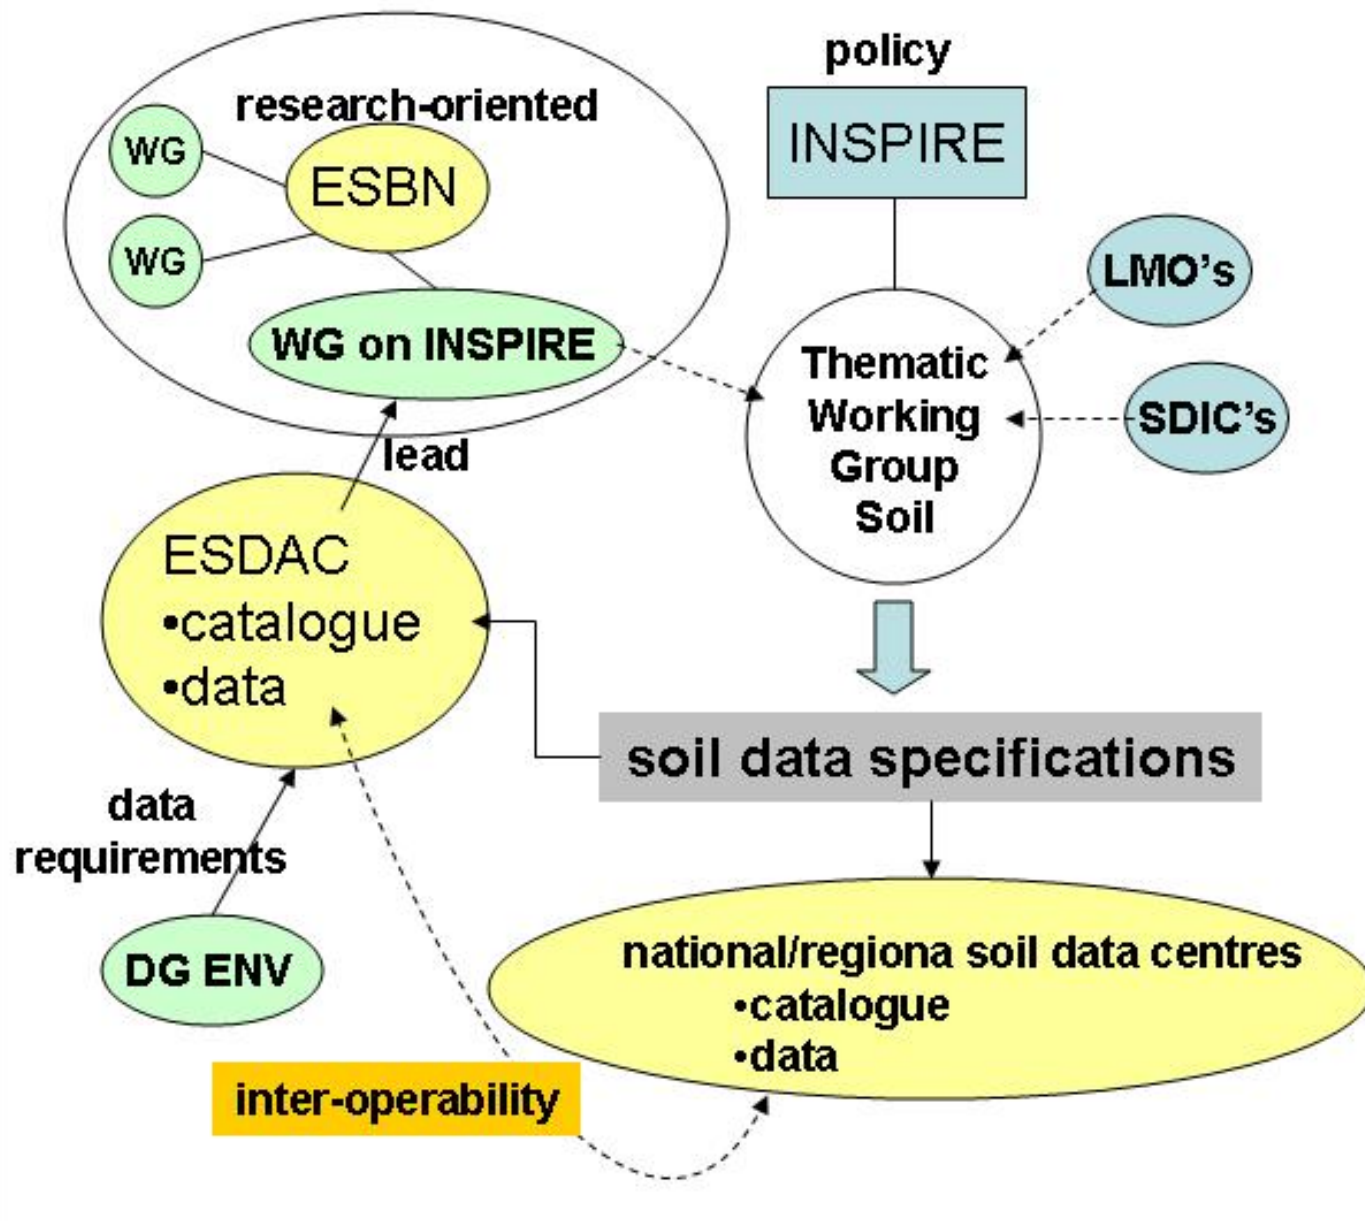 policy
research-oriented
INSPIRE
WG
ESBN
WG
LMO's
WG on INSPIRE
Thematic
Working
Group
Soil
SDIC's
lead
ESDAC
•catalogue
•data
soil data specifications
data
requirements
DG ENV
national/regiona soil data centres
•catalogue
•data
inter-operability